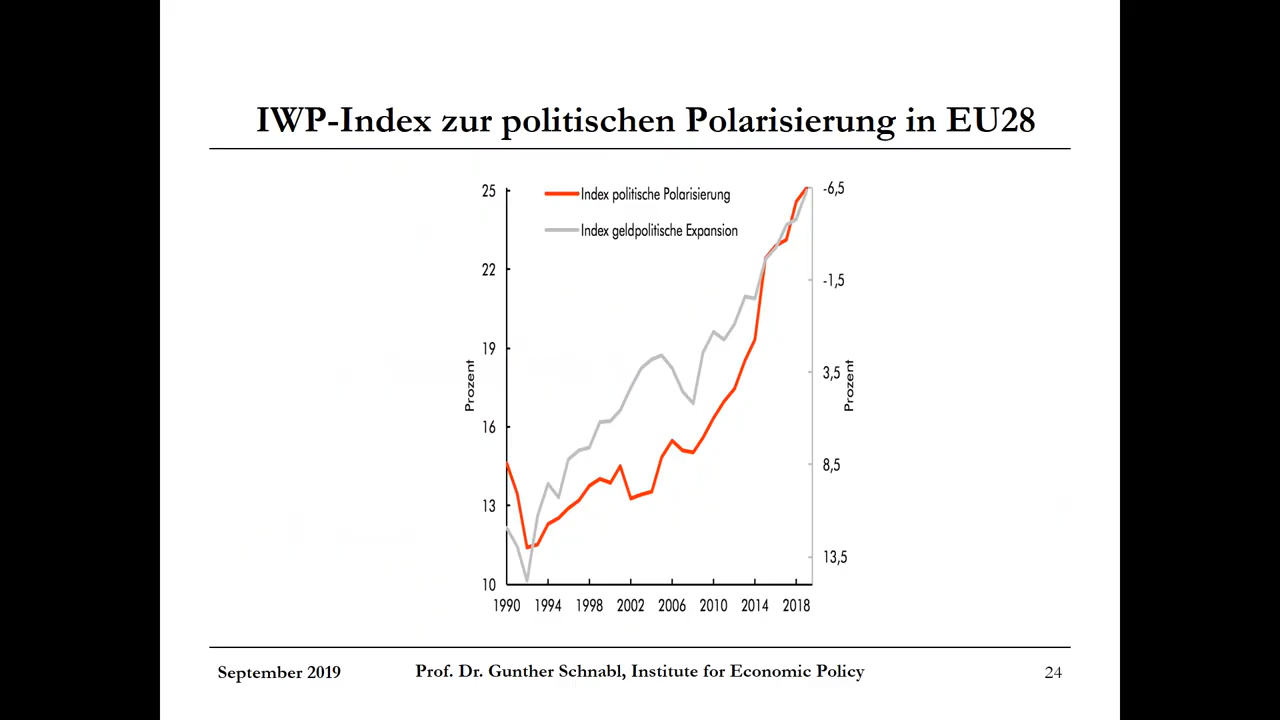 IWP-Index zur politischen Polarisierung in EU28
Index politische Polarisierung
Index geldpolitische Expansion
25
22
19
16
13
10
Prozent
-6,5
-1,5
3,5
8,5
13,5
Prozent
1990 1994 1998 2002 2006 2010 2014 2018
September 2019
Prof. Dr. Gunther Schnabl, Institute for Economic Policy
24